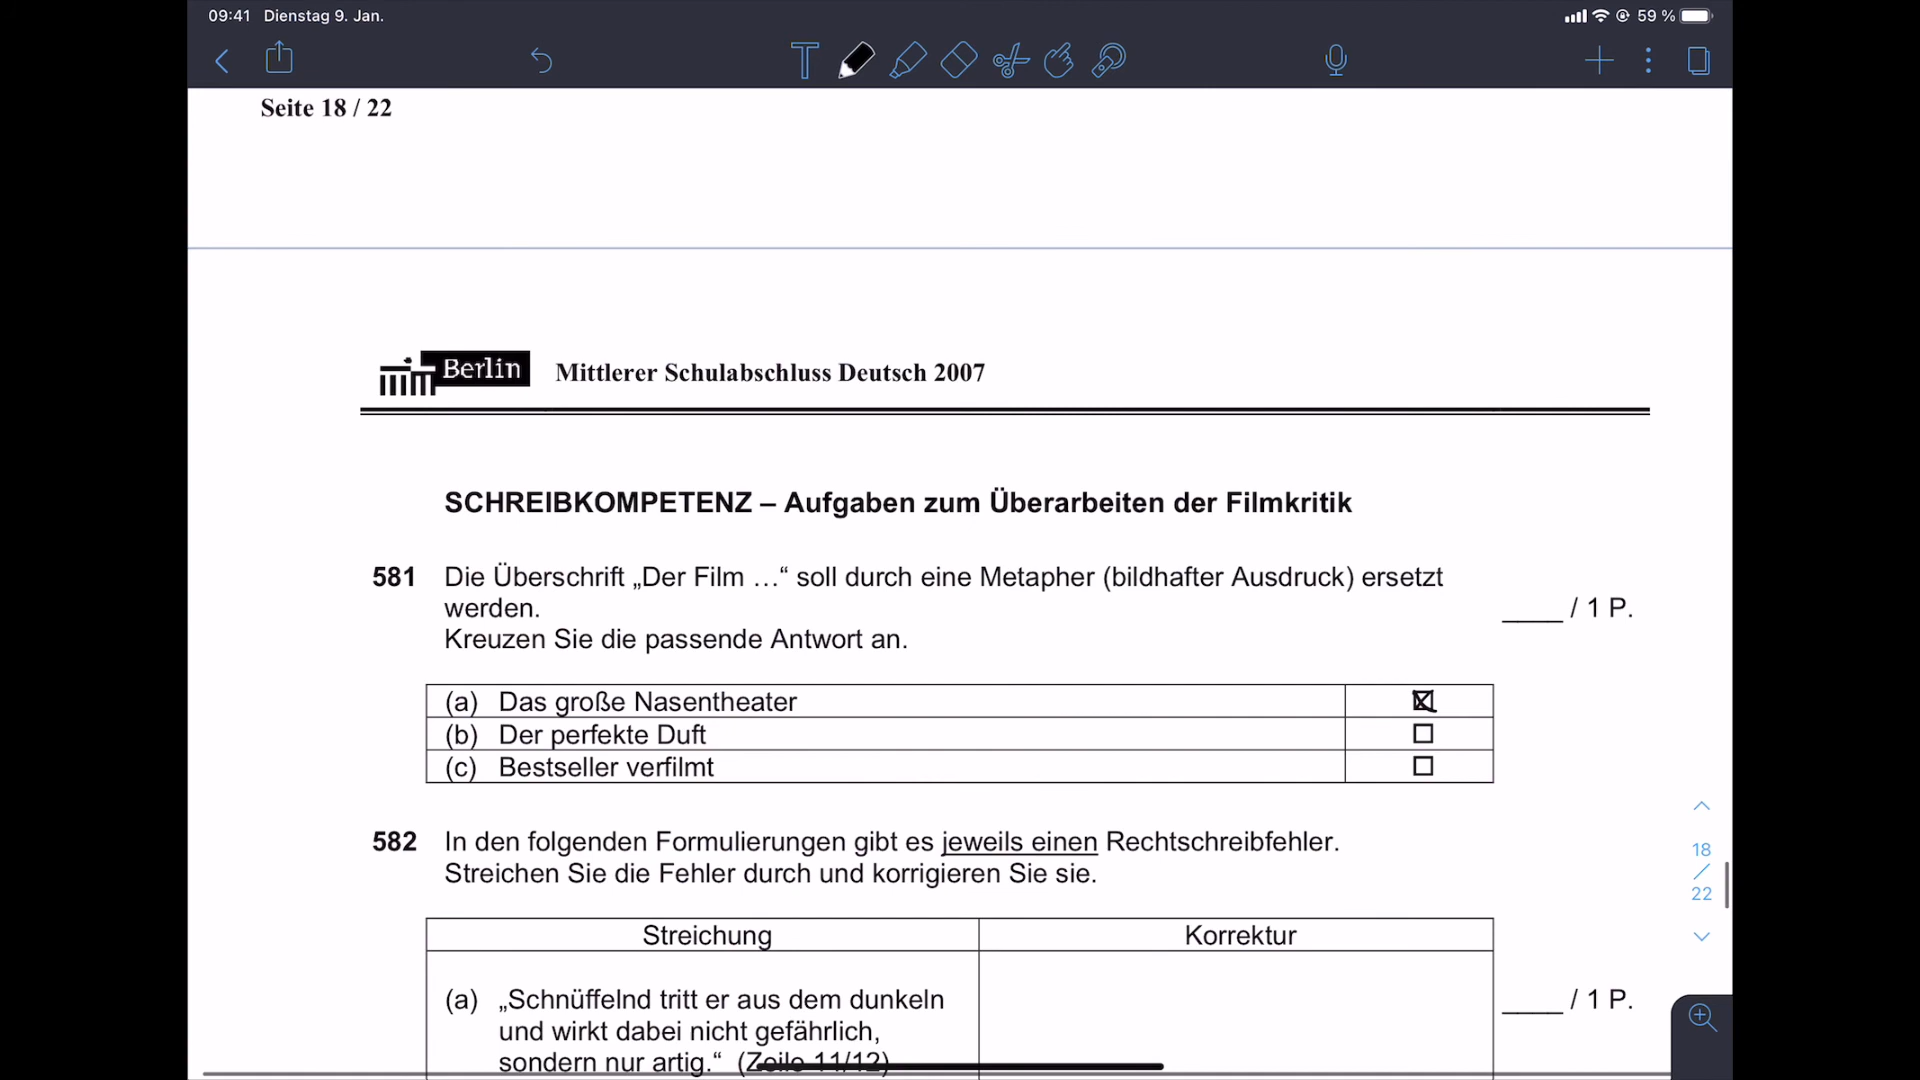 09:41 Dienstag 9. Jan.
59 %
Seite 18 / 22
Berlin
Mittlerer Schulabschluss Deutsch 2007
SCHREIBKOMPETENZ – Aufgaben zum Überarbeiten der Filmkritik
581 Die Überschrift „Der Film …“ soll durch eine Metapher (bildhafter Ausdruck) ersetzt
werden.
____ / 1 P.
Kreuzen Sie die passende Antwort an.
(a) Das große Nasentheater
(b) Der perfekte Duft
(c) Bestseller verfilmt
582 In den folgenden Formulierungen gibt es jeweils einen Rechtschreibfehler.
Streichen Sie die Fehler durch und korrigieren Sie sie.
18
/
22
Streichung Korrektur
(a) „Schnüffelnd tritt er aus dem dunkeln
____ / 1 P.
und wirkt dabei nicht gefährlich,
sondern nur artig.“ (Zeile 11/12)